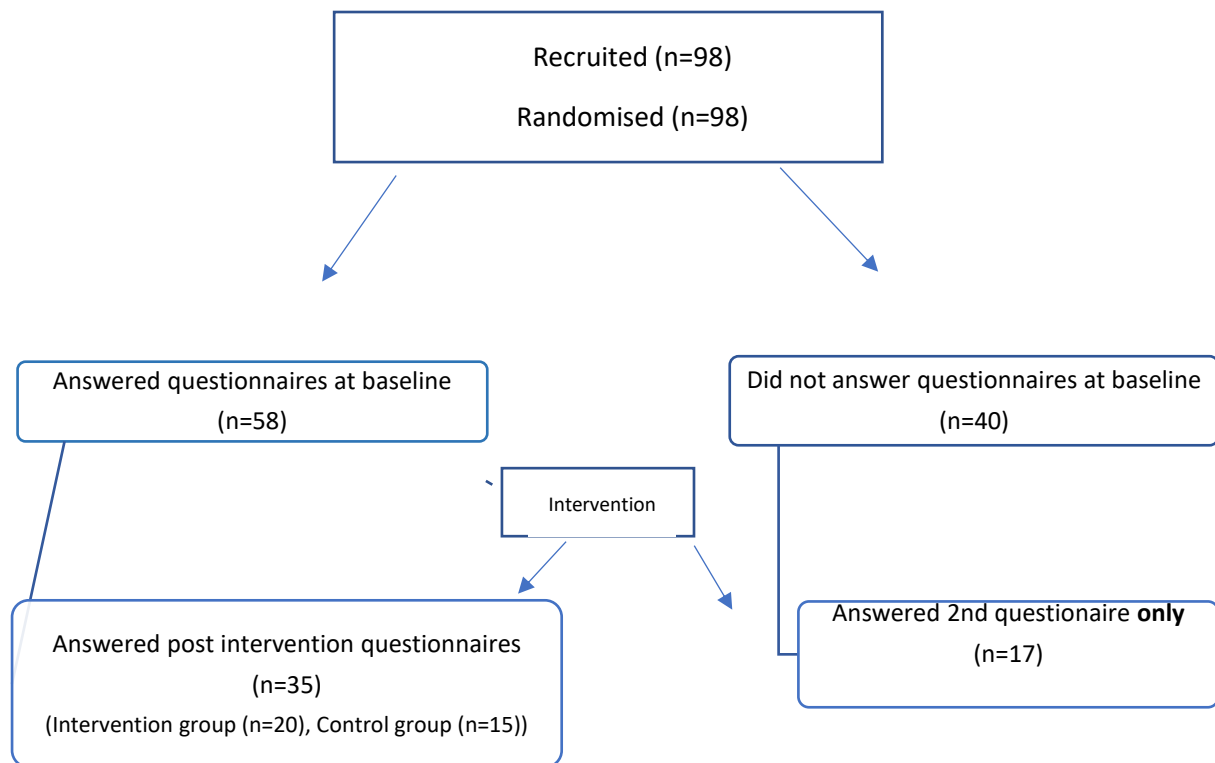 Recruited (n=98)
Randomised (n=98)
Answered questionnaires at baseline
(n=58)
Did not answer questionnaires at baseline
(n=40)
Intervention
Answered post intervention questionnaires
(n=35)
(Intervention group (n=20), Control group (n=15))
Answered 2nd questionaire only
(n=17)